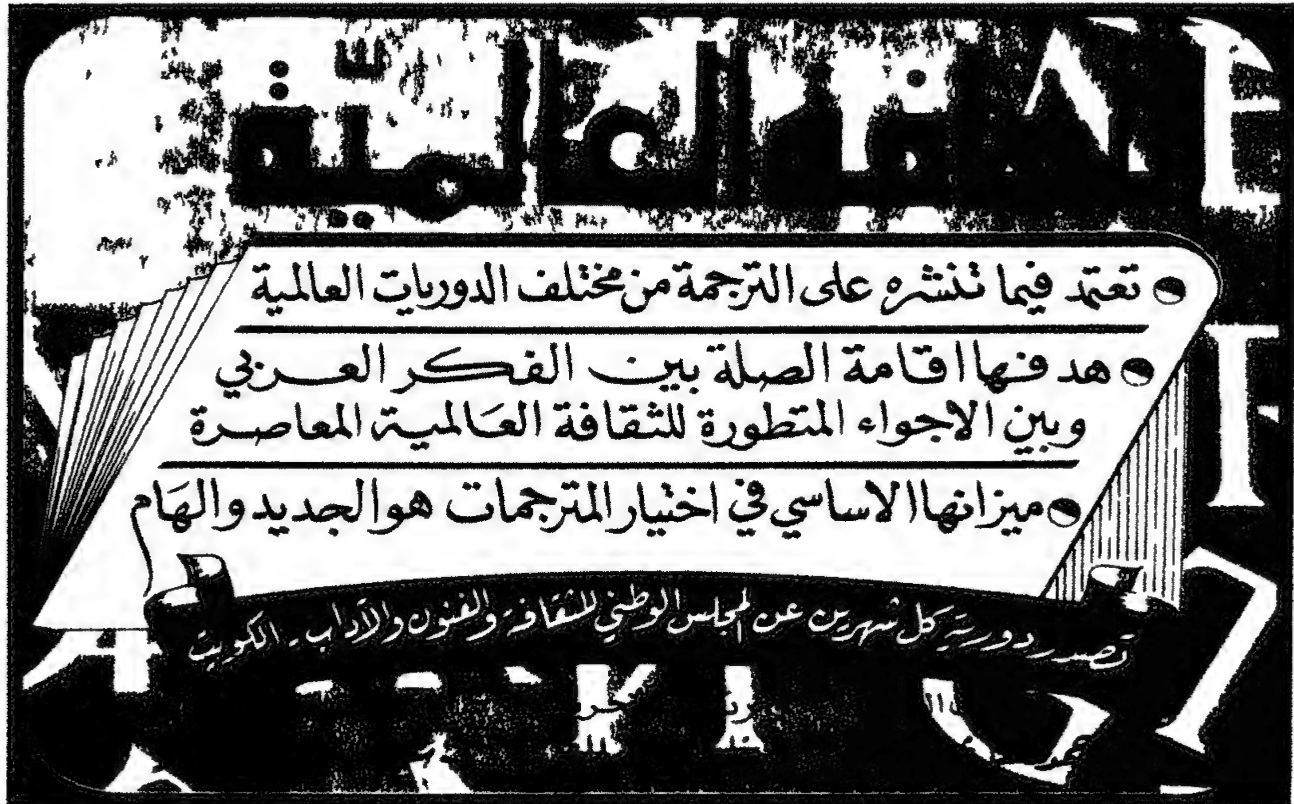 الثقافة العالميّة
• تعتمد فيما تنشره على الترجمة من مختلف الدوريات العالمية
• هدفها اقامة الصلة بين الفكر العربي
وبين الاجواء المتطورة للثقافة العالمية المعاصرة
• ميزانها الاساسي في اختيار المترجمات هو الجديد والهام
تصدر دورية كل شهرين عن المجلس الوطني للثقافة والفنون والآداب - الكويت